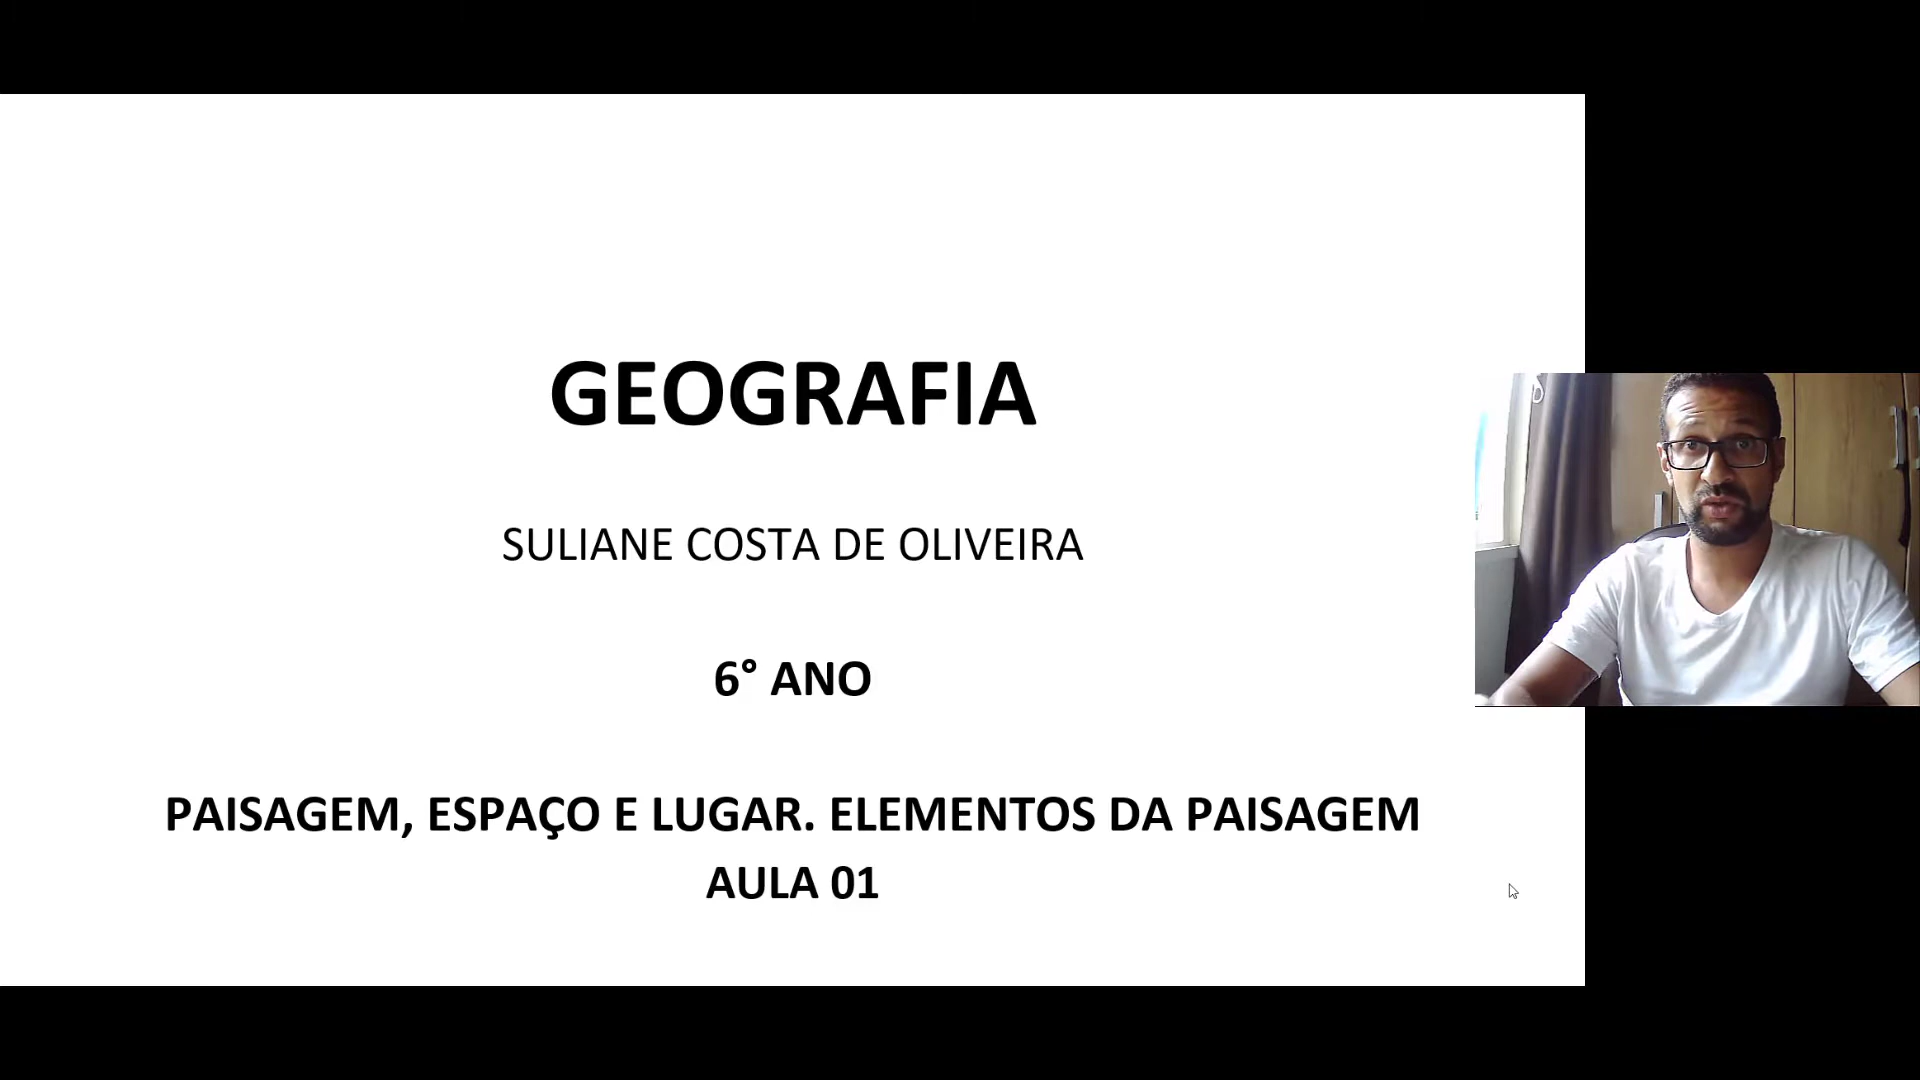 GEOGRAFIA
SULIANE COSTA DE OLIVEIRA
6° ANO
PAISAGEM, ESPAÇO E LUGAR. ELEMENTOS DA PAISAGEM
AULA 01